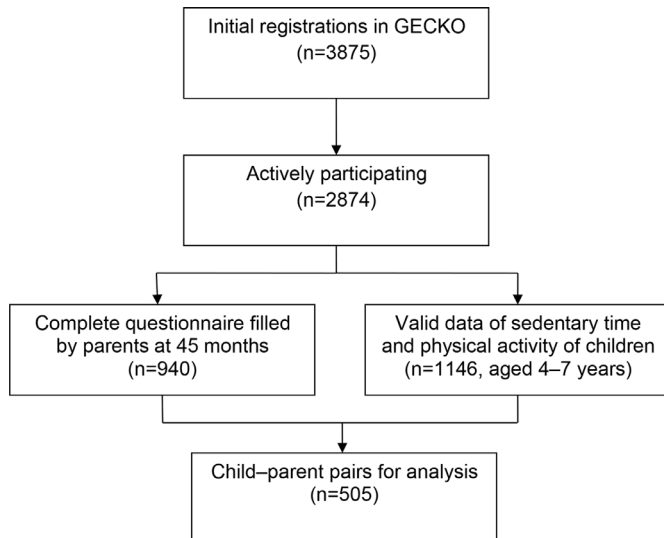 Initial registrations in GECKO
(n=3875)
Actively participating
(n=2874)
Complete questionnaire filled
by parents at 45 months
(n=940)
Valid data of sedentary time
and physical activity of children
(n=1146, aged 4–7 years)
Child–parent pairs for analysis
(n=505)